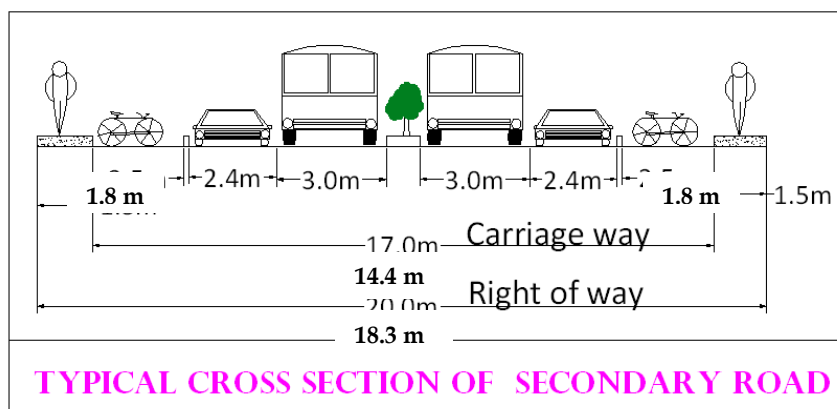 2.4m 3.0m 3.0m 2.4m
1.8 m 1.8 m 1.5m
17.0m Carriage way
14.4 m
20.0m Right of way
18.3 m
TYPICAL CROSS SECTION OF SECONDARY ROAD